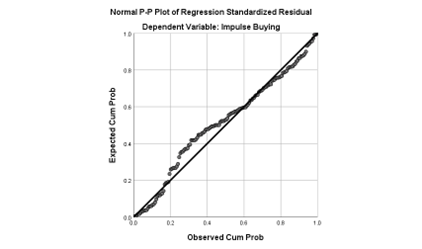 Normal P-P Plot of Regression Standardized Residual
Dependent Variable: Impulse Buying
Expected Cum Prob
1.0
0.8
0.6
0.4
0.2
0.0
0.0 0.2 0.4 0.6 0.8 1.0
Observed Cum Prob